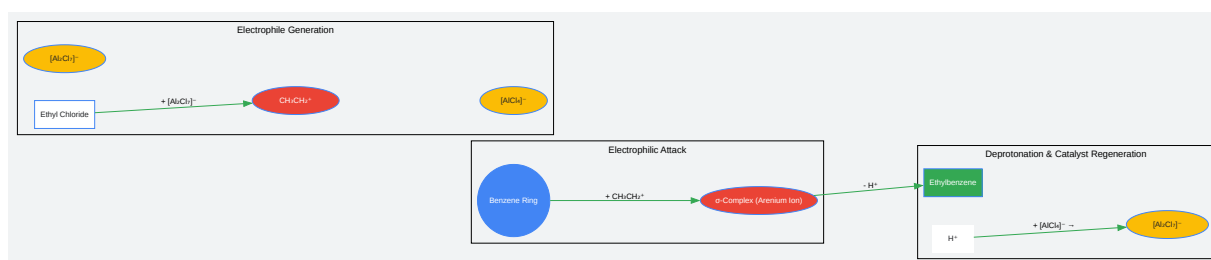 Electrophile Generation
[Al₂Cl₇]⁻
Ethyl Chloride
+ [Al₂Cl₇]⁻
CH₃CH₂⁺
[AlCl₄]⁻
Electrophilic Attack
Benzene Ring
+ CH₃CH₂⁺
σ-Complex (Arenium Ion)
- H⁺
Deprotonation & Catalyst Regeneration
Ethylbenzene
H⁺
+ [AlCl₄]⁻ →
[Al₂Cl₇]⁻